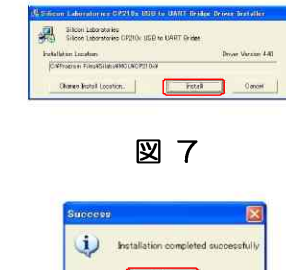 Silicon Laboratories CP210x USB to UART Bridge Driver Installer
Silicon Laboratories
Silicon Laboratories CP210x USB to UART Bridge
Installation Location:
Driver Version 4.40
Change Install Location...
Install
Cancel
図 7
Success
Installation completed successfully